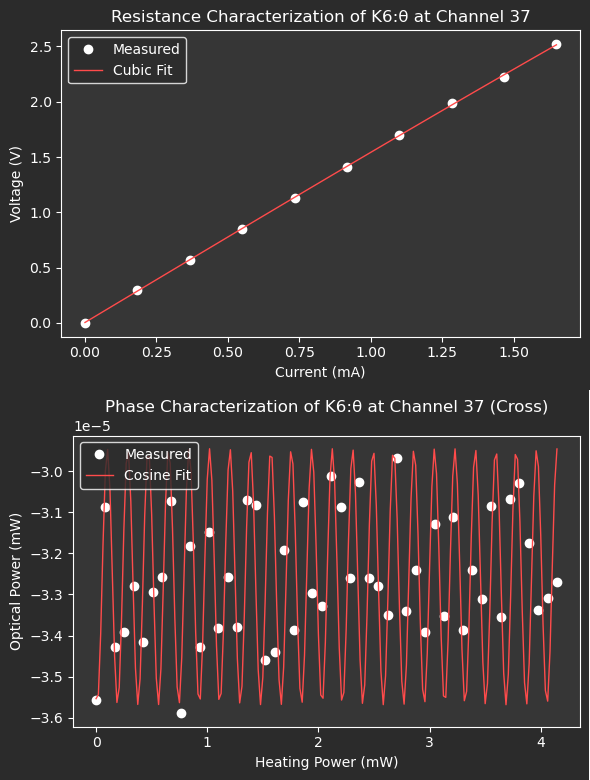 Resistance Characterization of K6:θ at Channel 37
Measured
Cubic Fit
2.5
2.0
1.5
1.0
0.5
0.0
Voltage (V)
0.00 0.25 0.50 0.75 1.00 1.25 1.50
Current (mA)
Phase Characterization of K6:θ at Channel 37 (Cross)
1e−5
Measured
Cosine Fit
−3.0
−3.1
−3.2
−3.3
−3.4
−3.5
−3.6
Optical Power (mW)
0 1 2 3 4
Heating Power (mW)